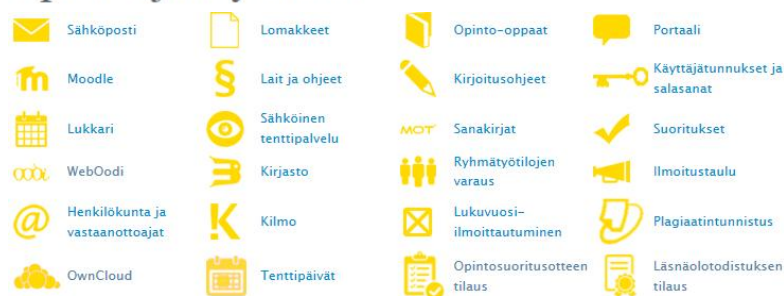 Sähköposti
Lomakkeet
Opinto-oppaat
Portaali
Moodle
§
Lait ja ohjeet
Kirjoitusohjeet
Käyttäjätunnukset ja
salasanat
Lukkari
Sähköinen
tenttipalvelu
MOT
Sanakirjat
Suoritukset
oodi
WebOodi
Kirjasto
Ryhmätyötilojen
varaus
Ilmoitustaulu
@
Henkilökunta ja
vastaanottoajat
K
Kilmo
Lukuvuosi-
ilmoittautuminen
Plagiaatintunnistus
OwnCloud
Tenttipäivät
Opintosuoritusotteen
tilaus
Läsnäolotodistuksen
tilaus